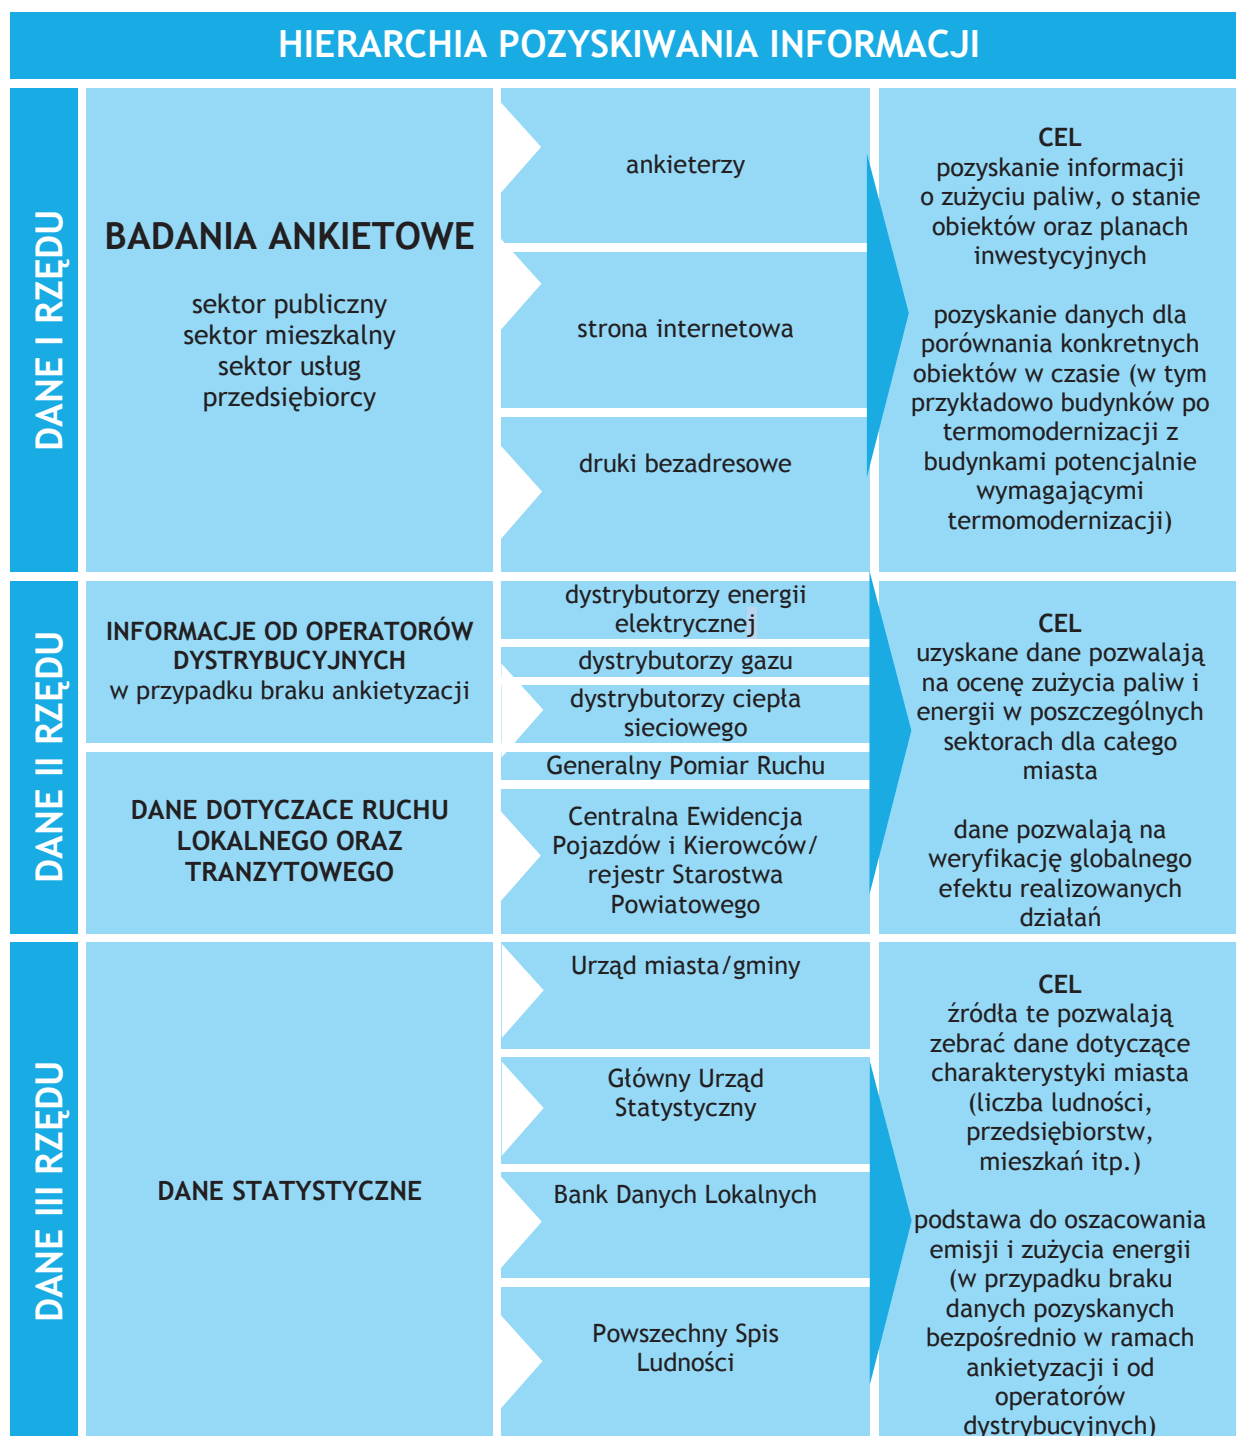 HIERARCHIA POZYSKIWANIA INFORMACJI
DANE I RZĘDU
BADANIA ANKIETOWE
sektor publiczny
sektor mieszkalny
sektor usług
przedsiębiorcy
ankieterzy
strona internetowa
druki bezadresowe
CEL
pozyskanie informacji
o zużyciu paliw, o stanie
obiektów oraz planach
inwestycyjnych
pozyskanie danych dla
porównania konkretnych
obiektów w czasie (w tym
przykładowo budynków po
termomodernizacji z
budynkami potencjalnie
wymagającymi
termomodernizacji)
DANE II RZĘDU
INFORMACJE OD OPERATORÓW
DYSTRYBUCYJNYCH
w przypadku braku ankietyzacji
dystrybutorzy energii
elektrycznej
dystrybutorzy gazu
dystrybutorzy ciepła
sieciowego
DANE DOTYCZACE RUCHU
LOKALNEGO ORAZ
TRANZYTOWEGO
Generalny Pomiar Ruchu
Centralna Ewidencja
Pojazdów i Kierowców/
rejestr Starostwa
Powiatowego
CEL
uzyskane dane pozwalają
na ocenę zużycia paliw i
energii w poszczególnych
sektorach dla całego
miasta
dane pozwalają na
weryfikację globalnego
efektu realizowanych
działań
DANE III RZĘDU
DANE STATYSTYCZNE
Urząd miasta/gminy
Główny Urząd
Statystyczny
Bank Danych Lokalnych
Powszechny Spis
Ludności
CEL
źródła te pozwalają
zebrać dane dotyczące
charakterystyki miasta
(liczba ludności,
przedsiębiorstw,
mieszkań itp.)
podstawa do oszacowania
emisji i zużycia energii
(w przypadku braku
danych pozyskanych
bezpośrednio w ramach
ankietyzacji i od
operatorów
dystrybucyjnych)